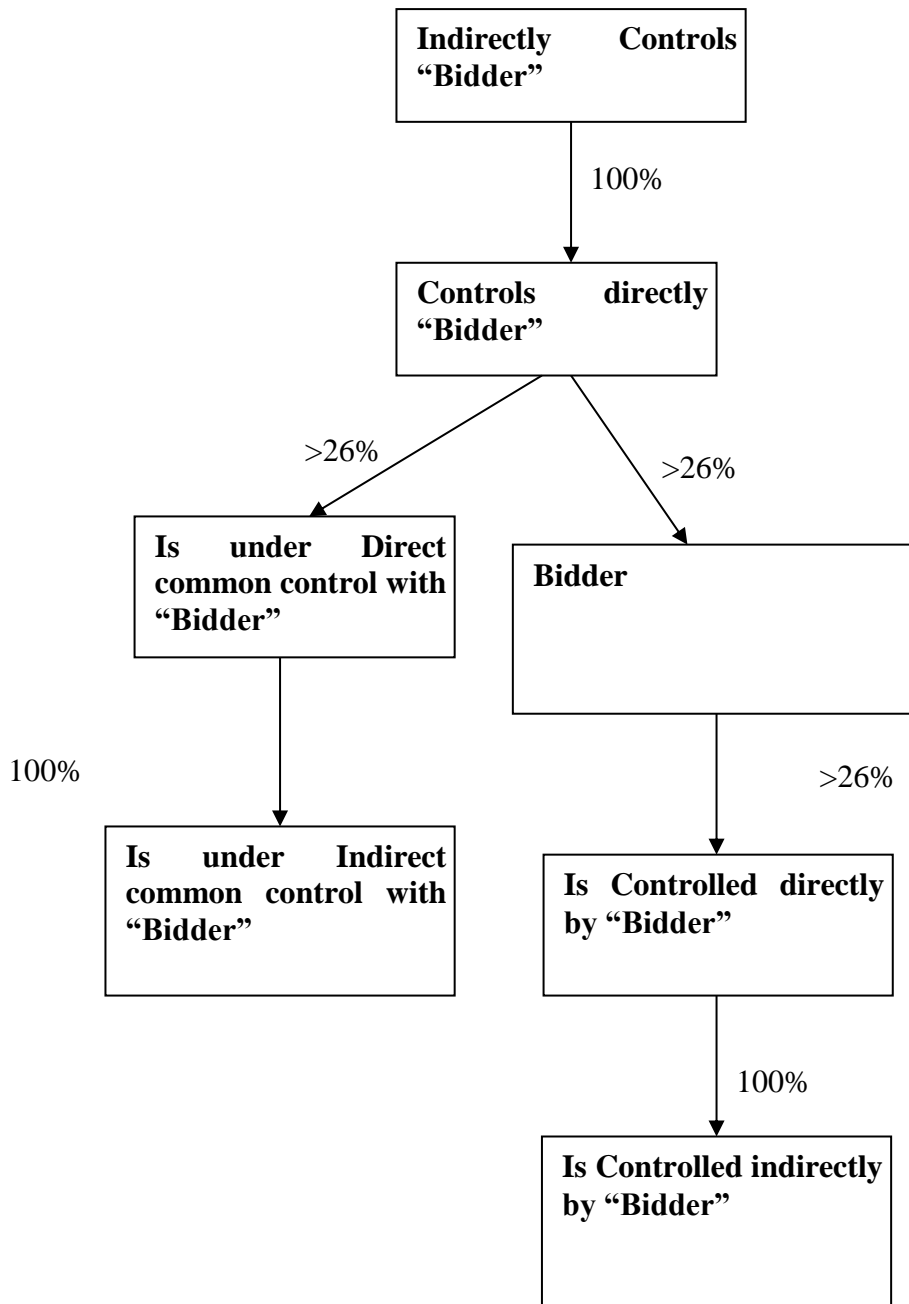 Indirectly Controls
“Bidder”
100%
Controls directly
“Bidder”
>26%
>26%
Is under Direct
common control with
“Bidder”
Bidder
100%
>26%
Is under Indirect
common control with
“Bidder”
Is Controlled directly
by “Bidder”
100%
Is Controlled indirectly
by “Bidder”